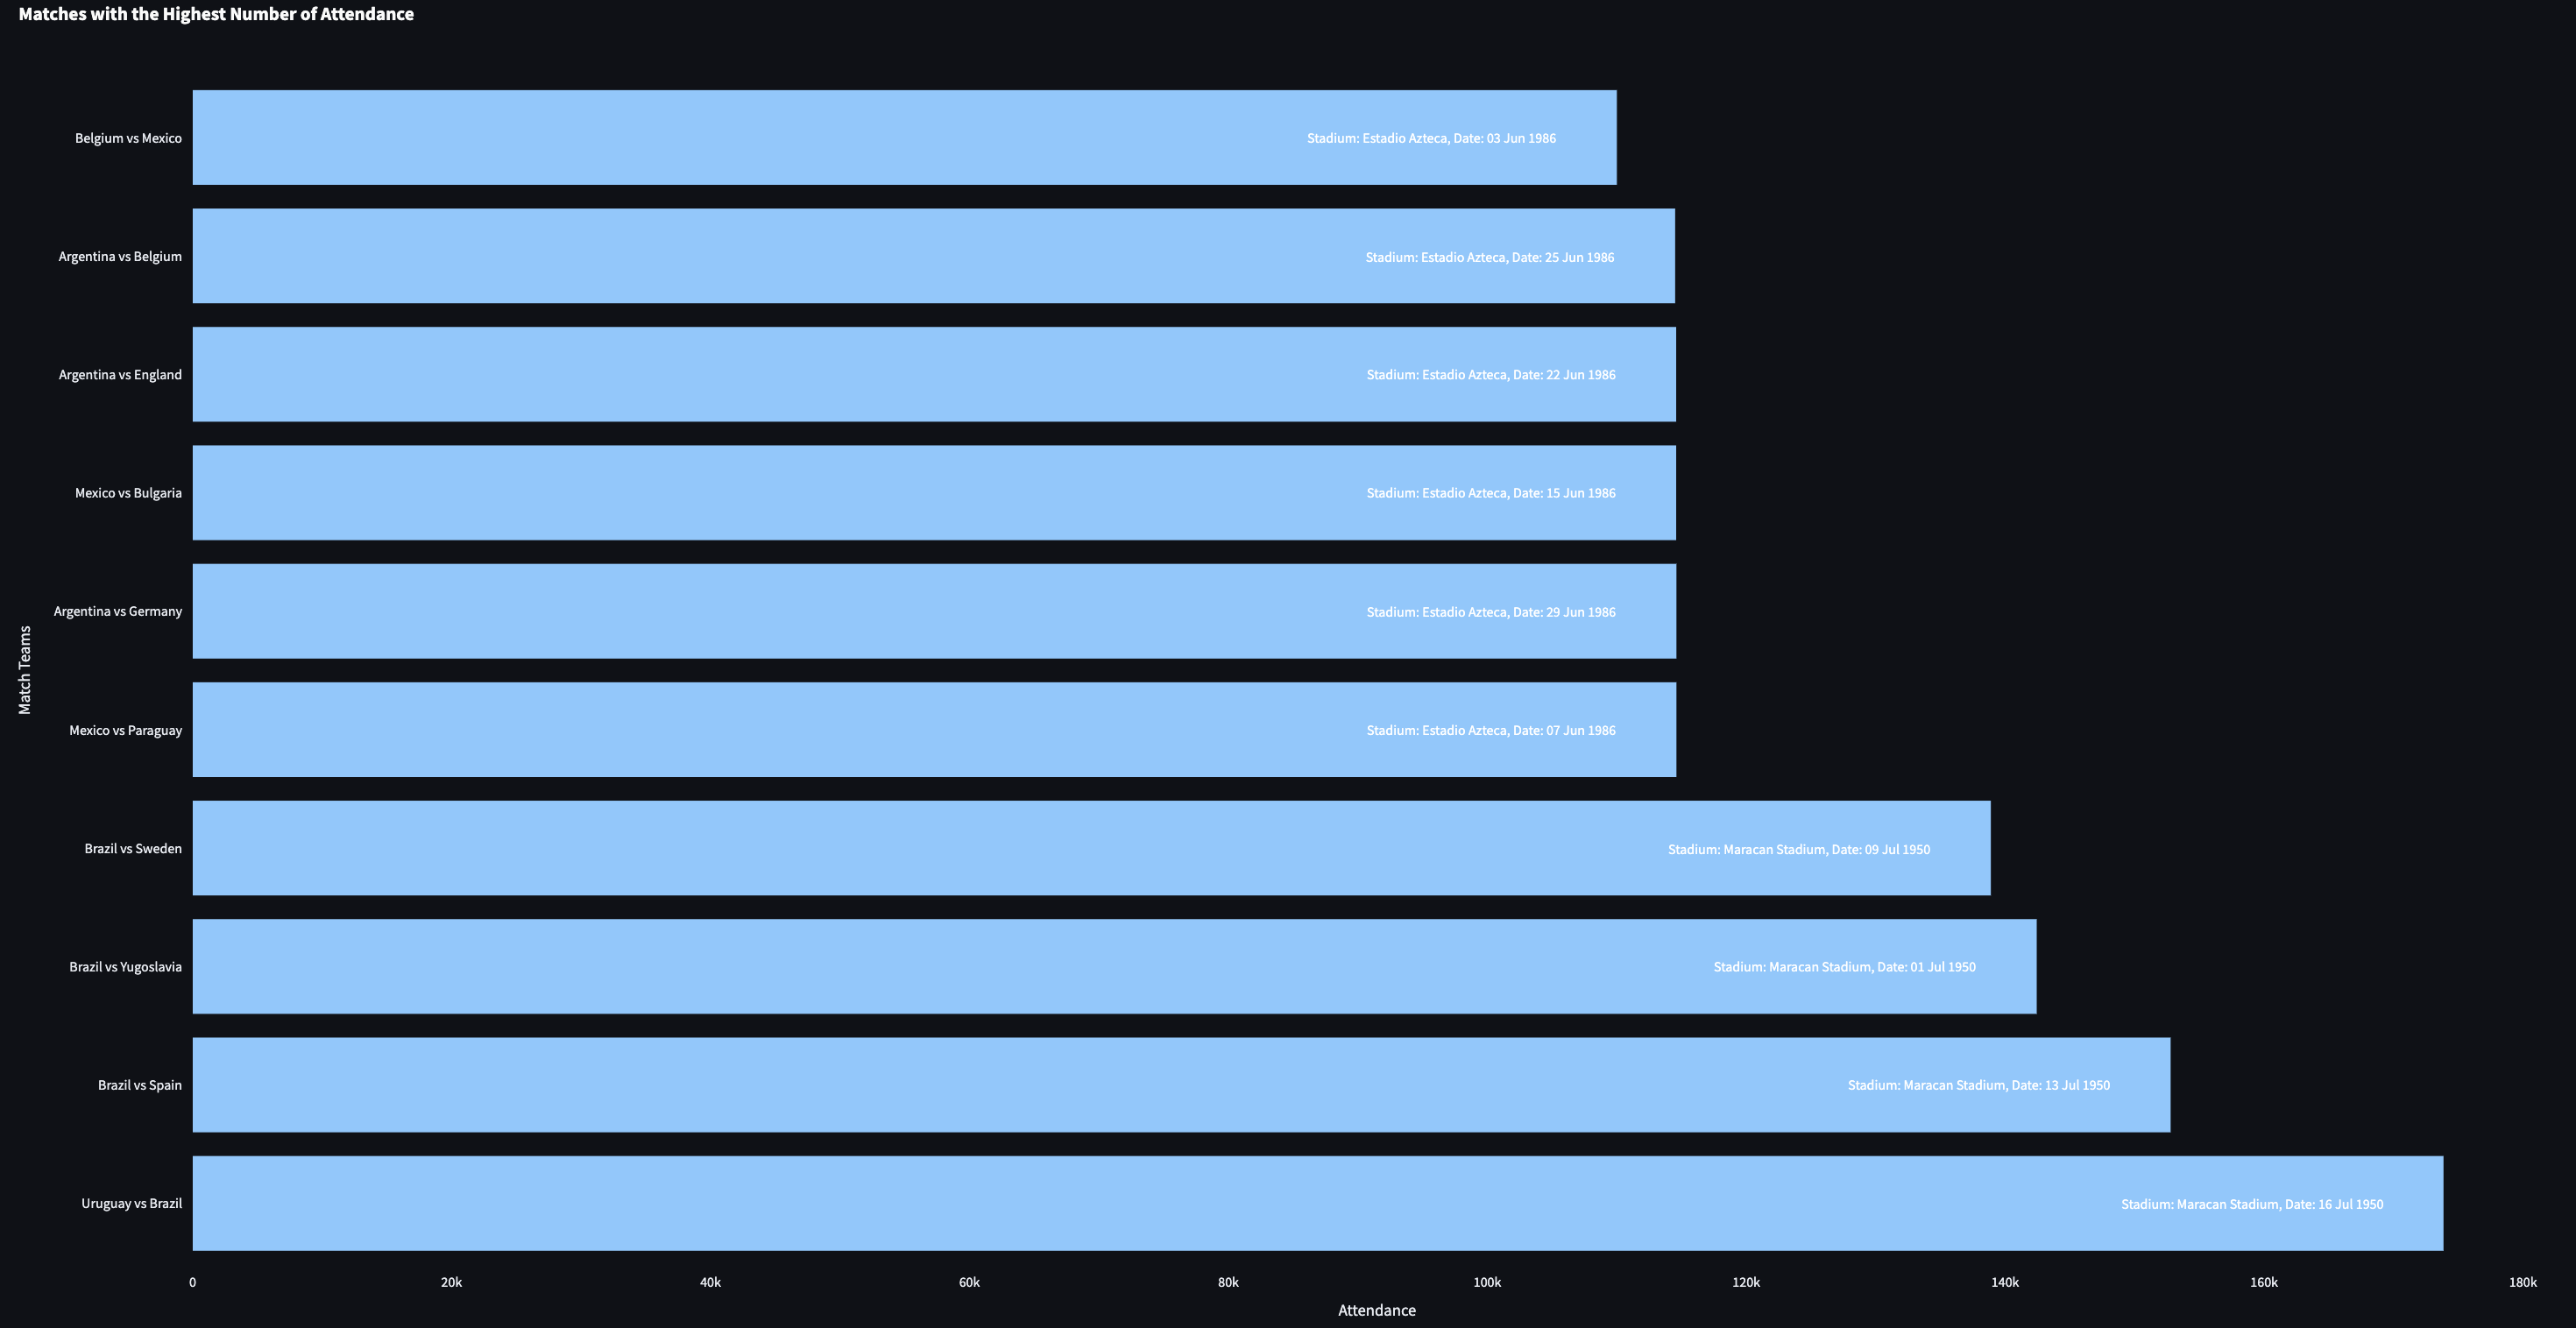 Matches with the Highest Number of Attendance
Match Teams
Belgium vs Mexico
Stadium: Estadio Azteca, Date: 03 Jun 1986
Argentina vs Belgium
Stadium: Estadio Azteca, Date: 25 Jun 1986
Argentina vs England
Stadium: Estadio Azteca, Date: 22 Jun 1986
Mexico vs Bulgaria
Stadium: Estadio Azteca, Date: 15 Jun 1986
Argentina vs Germany
Stadium: Estadio Azteca, Date: 29 Jun 1986
Mexico vs Paraguay
Stadium: Estadio Azteca, Date: 07 Jun 1986
Brazil vs Sweden
Stadium: Maracan Stadium, Date: 09 Jul 1950
Brazil vs Yugoslavia
Stadium: Maracan Stadium, Date: 01 Jul 1950
Brazil vs Spain
Stadium: Maracan Stadium, Date: 13 Jul 1950
Uruguay vs Brazil
Stadium: Maracan Stadium, Date: 16 Jul 1950
0 20k 40k 60k 80k 100k 120k 140k 160k 180k
Attendance